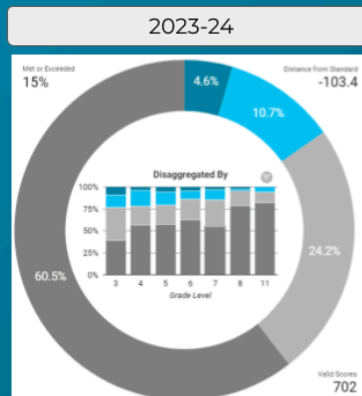 2023-24
Met or Exceeded
15%
Distance from Standard
-103.4
4.6%
10.7%
24.2%
60.5%
Disaggregated By
100%
75%
50%
25%
0%
3 4 5 6 7 8 11
Grade Level
Valid Scores
702